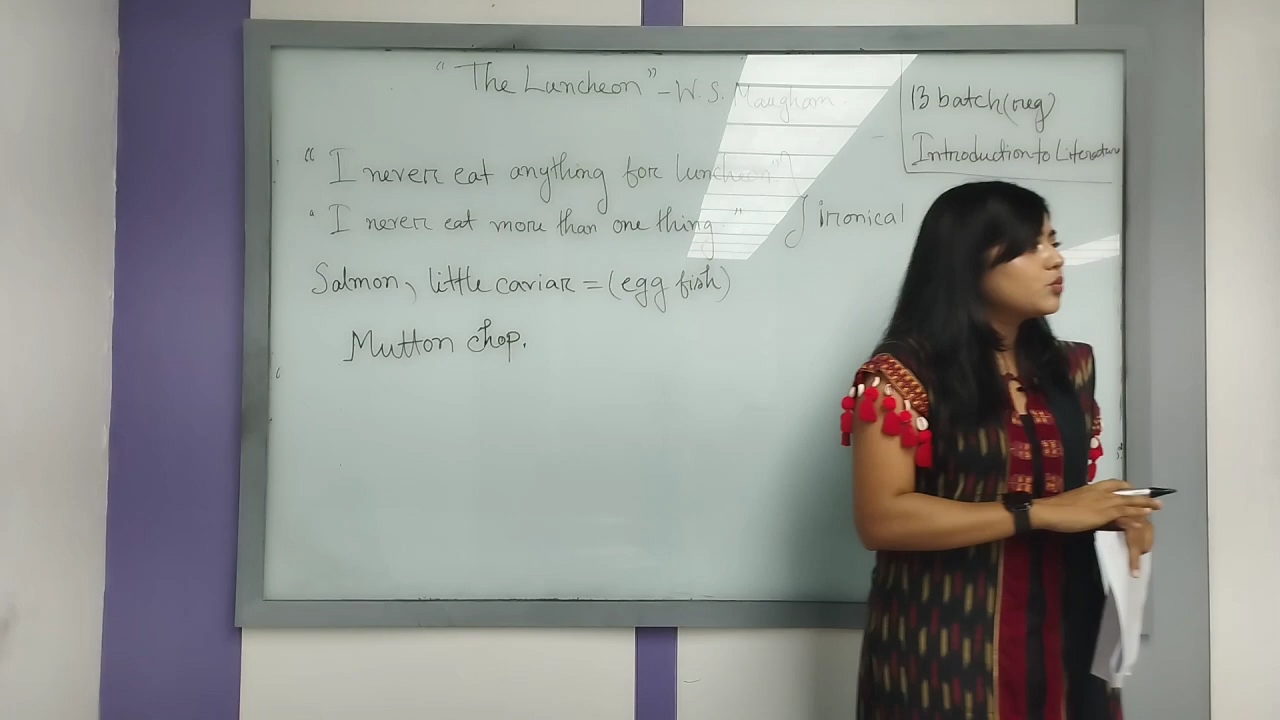 "The Luncheon" - W. S. Maugham.
13 batch (reg)
Introduction to Literature
"I never eat anything for luncheon"
"I never eat more than one thing." } ironical
Salmon, little caviar = (egg fish)
Mutton chop.